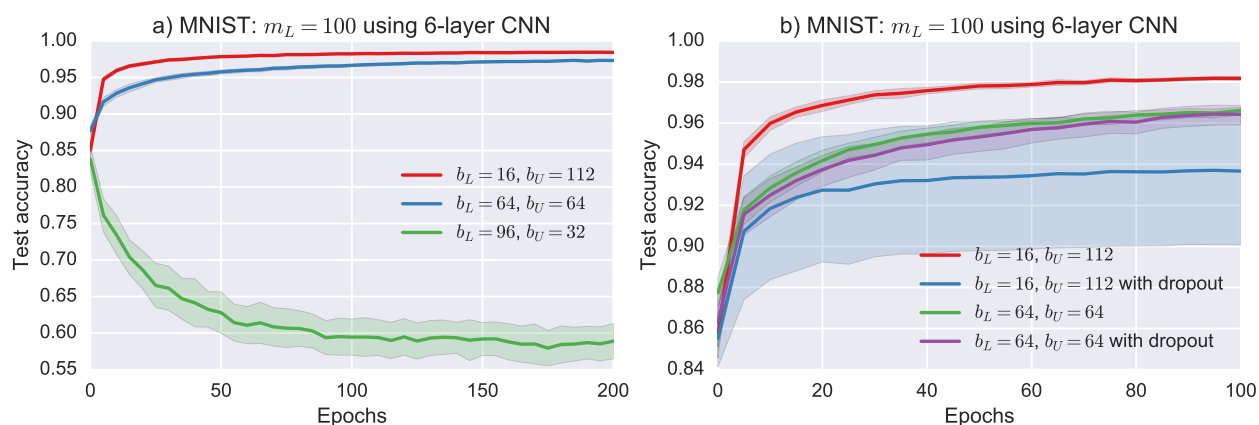 a) MNIST: m_L = 100 using 6-layer CNN
1.00
0.95
0.90
0.85
0.80
0.75
0.70
0.65
0.60
0.55
Test accuracy
b_L = 16, b_U = 112
b_L = 64, b_U = 64
b_L = 96, b_U = 32
0 50 100 150 200
Epochs
b) MNIST: m_L = 100 using 6-layer CNN
1.00
0.98
0.96
0.94
0.92
0.90
0.88
0.86
0.84
Test accuracy
b_L = 16, b_U = 112
b_L = 16, b_U = 112 with dropout
b_L = 64, b_U = 64
b_L = 64, b_U = 64 with dropout
0 20 40 60 80 100
Epochs